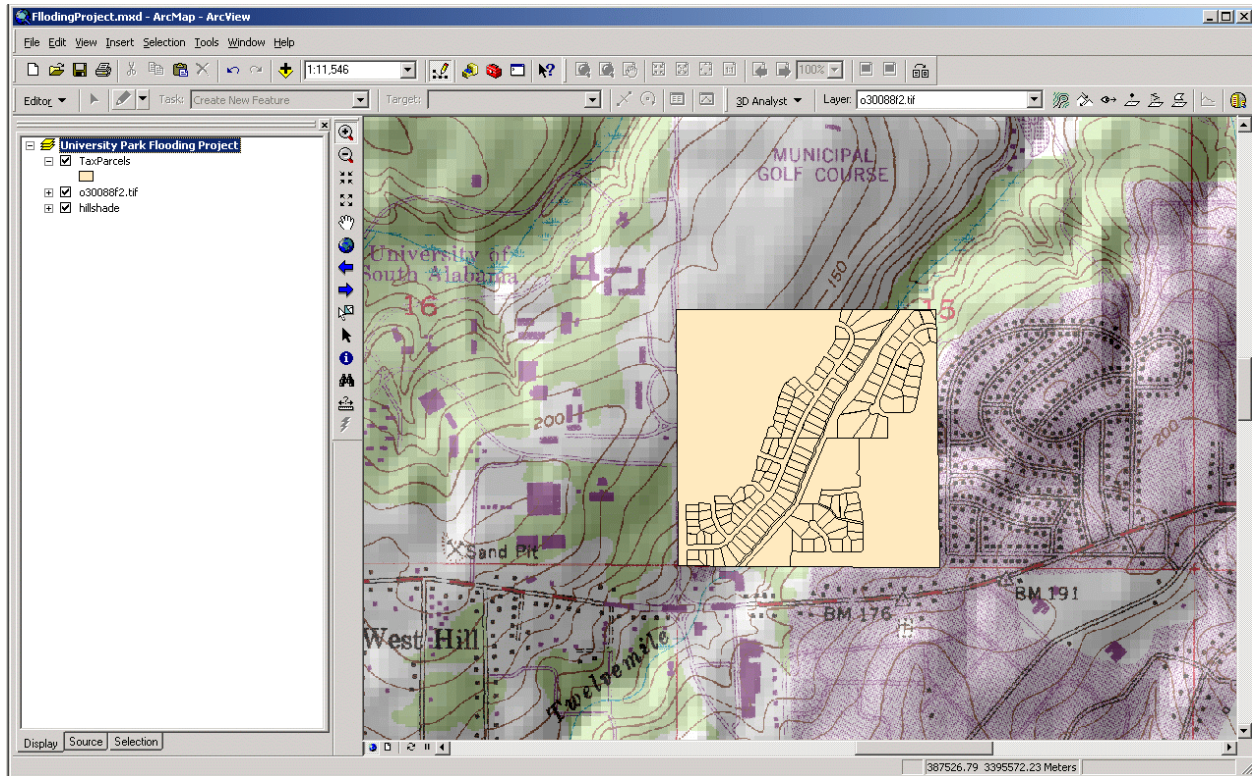 FllodingProject.mxd - ArcMap - ArcView
File Edit View Insert Selection Tools Window Help
1:11,546
100%
Editor Task: Create New Feature Target: 3D Analyst Layer: o30088f2.tif
University Park Flooding Project
TaxParcels
o30088f2.tif
hillshade
MUNICIPAL
GOLF COURSE
University of
South Alabama
16
150
15
200
200
Sand Pit
BM 191
BM 176
West Hill
Twelvemile
Display Source Selection
387526.79 3395572.23 Meters